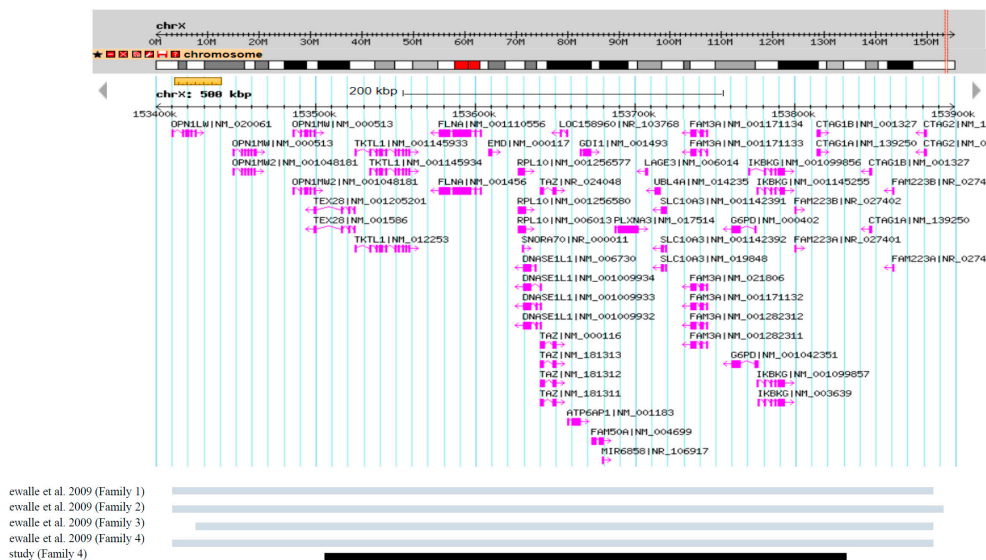 chrX
0M 10M 20M 30M 40M 50M 60M 70M 80M 90M 100M 110M 120M 130M 140M 150M
chromosome
chrX: 500 kbp
200 kbp
153400k 153500k 153600k 153700k 153800k 153900k
OPN1LW|NM_020061 OPN1MW|NM_000513 FLNA|NM_001110556 LOC158960|NR_103768 FAM3A|NM_001171134 CTAG1B|NM_001327 CTAG2|NM_1
OPN1MW|NM_000513 TKTL1|NM_001145933 EMD|NM_000117 GDI1|NM_001493 FAM3A|NM_001171133 CTAG1A|NM_139250 CTAG2|NM_0
OPN1MW2|NM_001048181 TKTL1|NM_001145934 RPL10|NM_001256577 LAGE3|NM_006014 IKBKG|NM_001099856 CTAG1B|NM_001327
OPN1MW2|NM_001048181 FLNA|NM_001456 TAZ|NR_024048 UBL4A|NM_014235 IKBKG|NM_001145255 FAM223B|NR_0274
TEX28|NM_001205201 RPL10|NM_001256580 SLC10A3|NM_001142391 FAM223B|NR_027402
TEX28|NM_001586 RPL10|NM_006013 PLXNA3|NM_017514 G6PD|NM_000402 CTAG1A|NM_139250
TKTL1|NM_012253 SNORA70|NR_000011 SLC10A3|NM_001142392 FAM223A|NR_027401
DNASE1L1|NM_006730 SLC10A3|NM_019848 FAM223A|NR_0274
DNASE1L1|NM_001009934 FAM3A|NM_021806
DNASE1L1|NM_001009933 FAM3A|NM_001171132
DNASE1L1|NM_001009932 FAM3A|NM_001282312
TAZ|NM_000116 FAM3A|NM_001282311
TAZ|NM_181313 G6PD|NM_001042351
TAZ|NM_181312 IKBKG|NM_001099857
TAZ|NM_181311 IKBKG|NM_003639
ATP6AP1|NM_001183
FAM50A|NM_004699
MIR6858|NR_106917
ewalle et al. 2009 (Family 1)
ewalle et al. 2009 (Family 2)
ewalle et al. 2009 (Family 3)
ewalle et al. 2009 (Family 4)
study (Family 4)